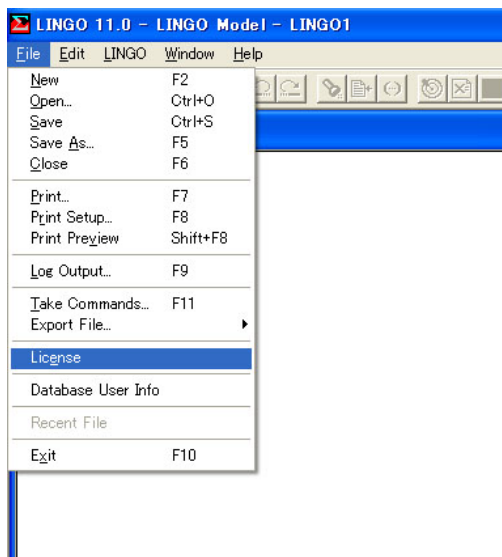 LINGO 11.0 - LINGO Model - LINGO1
File Edit LINGO Window Help
New F2
Open... Ctrl+O
Save Ctrl+S
Save As... F5
Close F6
Print... F7
Print Setup... F8
Print Preview Shift+F8
Log Output... F9
Take Commands... F11
Export File...
License
Database User Info
Recent File
Exit F10